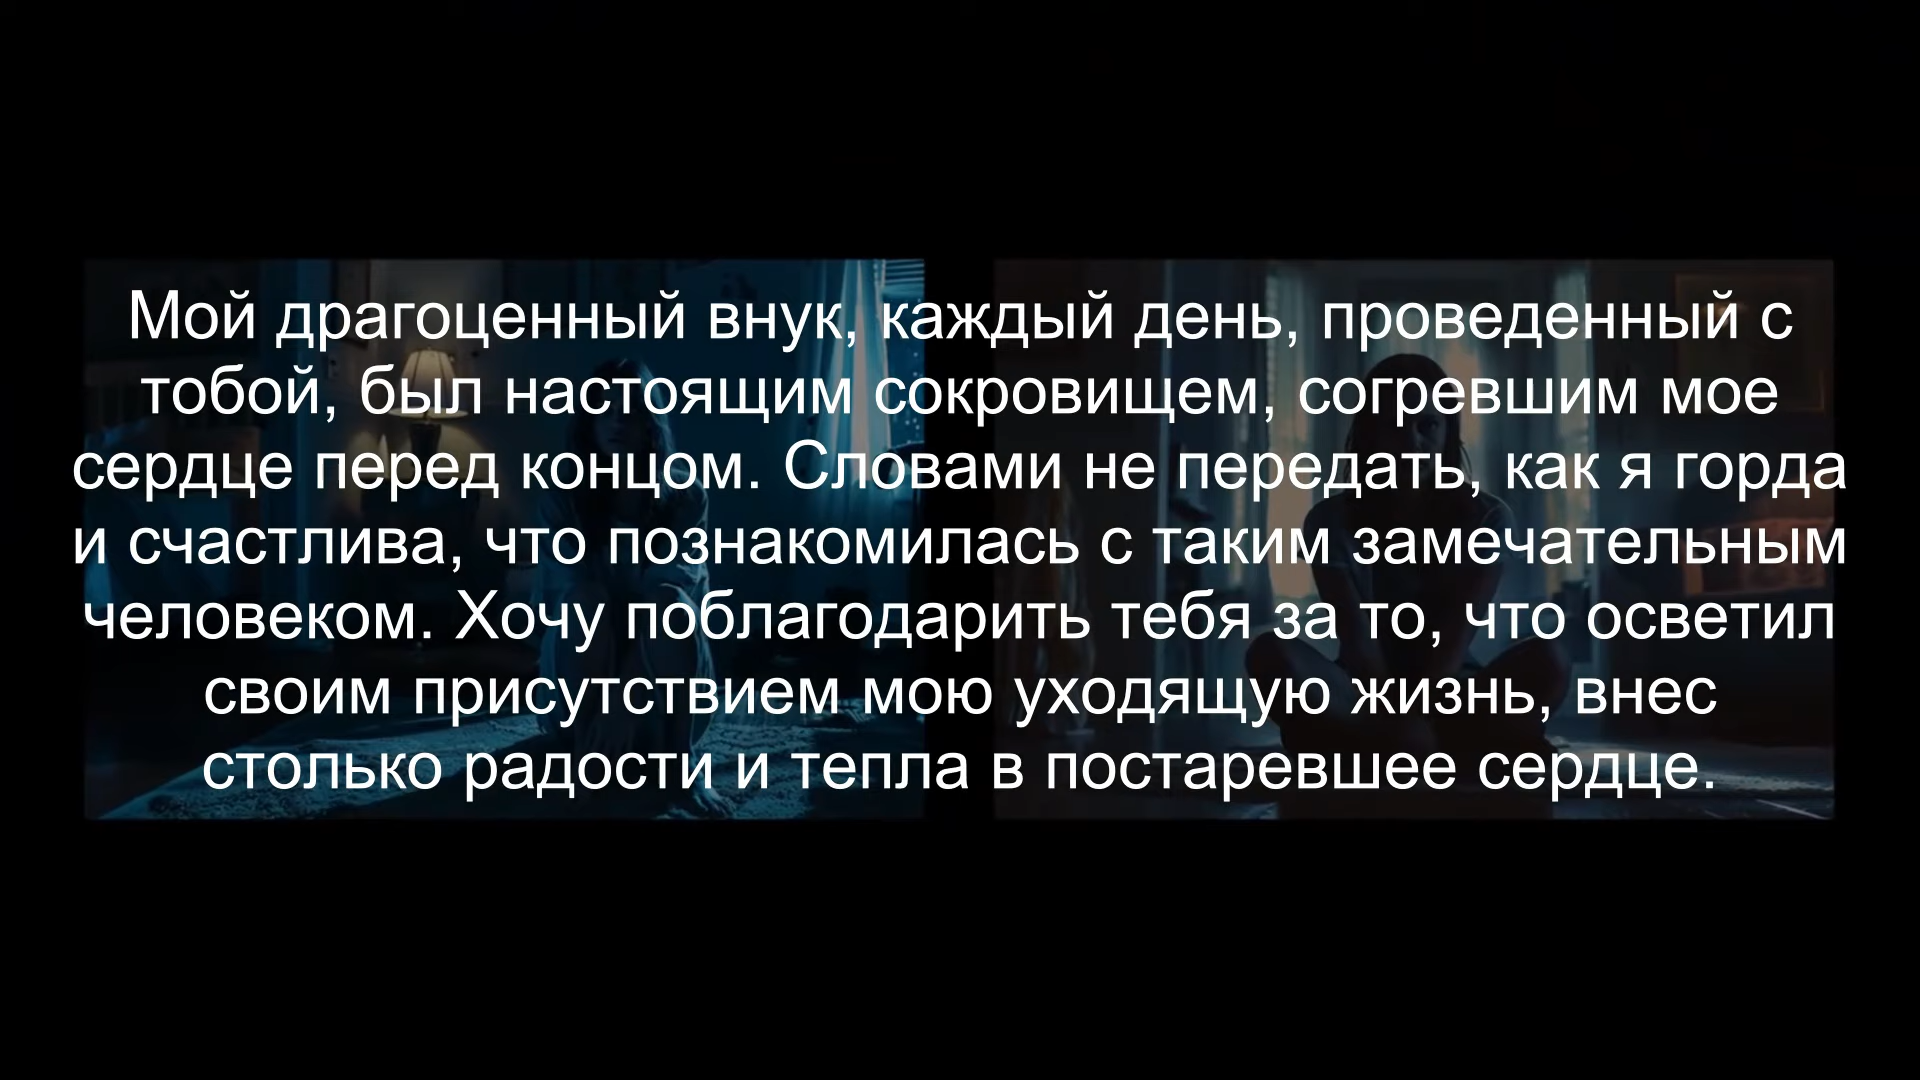 Мой драгоценный внук, каждый день, проведенный с
тобой, был настоящим сокровищем, согревшим мое
сердце перед концом. Словами не передать, как я горда
и счастлива, что познакомилась с таким замечательным
человеком. Хочу поблагодарить тебя за то, что осветил
своим присутствием мою уходящую жизнь, внес
столько радости и тепла в постаревшее сердце.